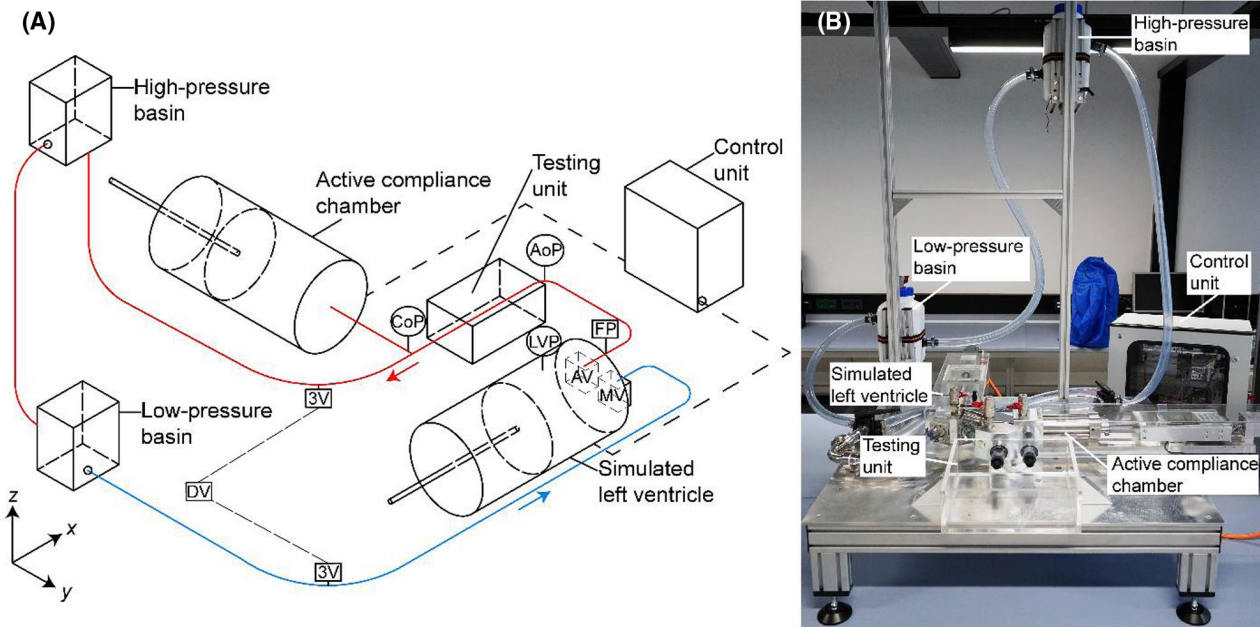 (A)
High-pressure
basin
Active compliance
chamber
Testing
unit
Control
unit
AoP
CoP
LVP
FP
AV
MV
3V
Low-pressure
basin
Simulated
left ventricle
DV
3V
z
x
y
(B)
High-pressure
basin
Low-pressure
basin
Control
unit
Simulated
left ventricle
Testing
unit
Active compliance
chamber